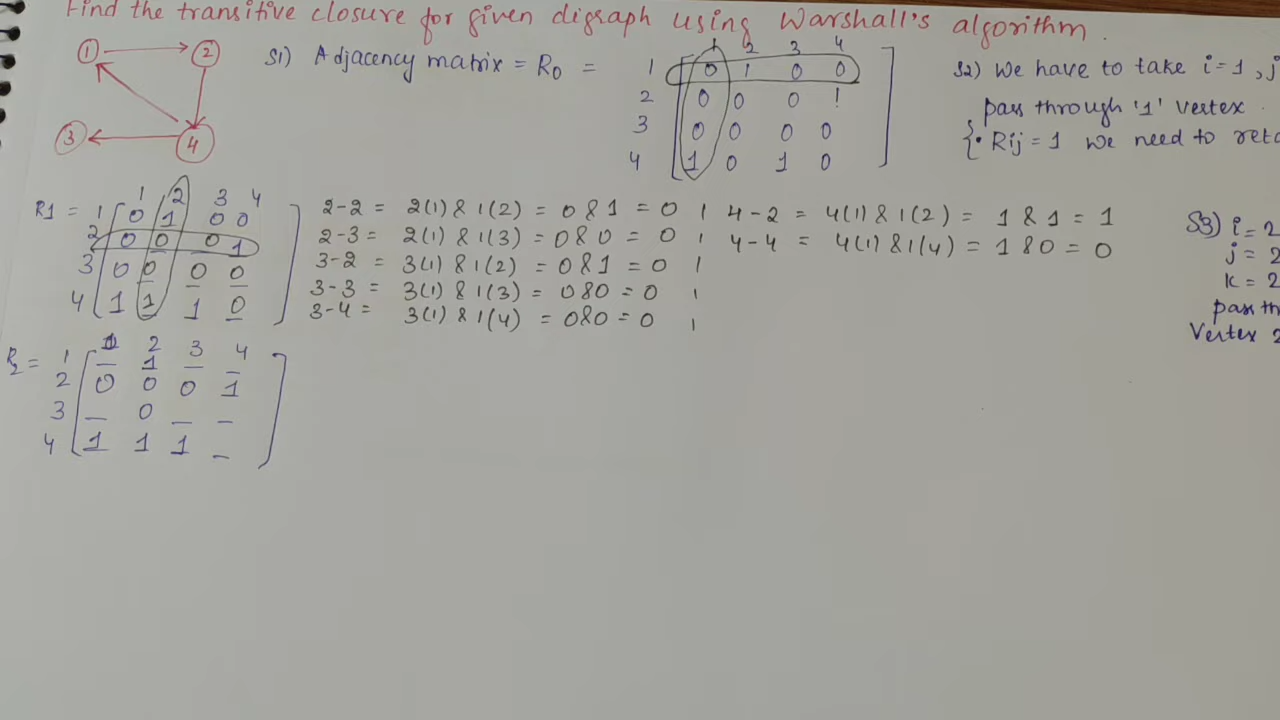 Find the transitive closure for given digraph using Warshall's algorithm.
1 2
3 4
S1) Adjacency matrix = R0 =
1 2 3 4
1 0 1 0 0
2 0 0 0 1
3 0 0 0 0
4 1 0 1 0
S2) We have to take i=1, j
pass through '1' vertex.
{• Rij = 1 we need to reta
R1 =
1 2 3 4
1 0 1 0 0
2 0 0 0 1
3 0 0 0 0
4 1 1 1 0
2-2 = 2(1) & 1(2) = 0 & 1 = 0 |
2-3 = 2(1) & 1(3) = 0 & 0 = 0 |
3-2 = 3(1) & 1(2) = 0 & 1 = 0 |
3-3 = 3(1) & 1(3) = 0 & 0 = 0 |
3-4 = 3(1) & 1(4) = 0 & 0 = 0 |
4-2 = 4(1) & 1(2) = 1 & 1 = 1
4-4 = 4(1) & 1(4) = 1 & 0 = 0
S3) i = 2
j = 2
k = 2
pass th
Vertex 2
R2 =
1 2 3 4
1 _ 1 _ _
2 0 0 0 1
3 _ 0 _ _
4 1 1 1 _